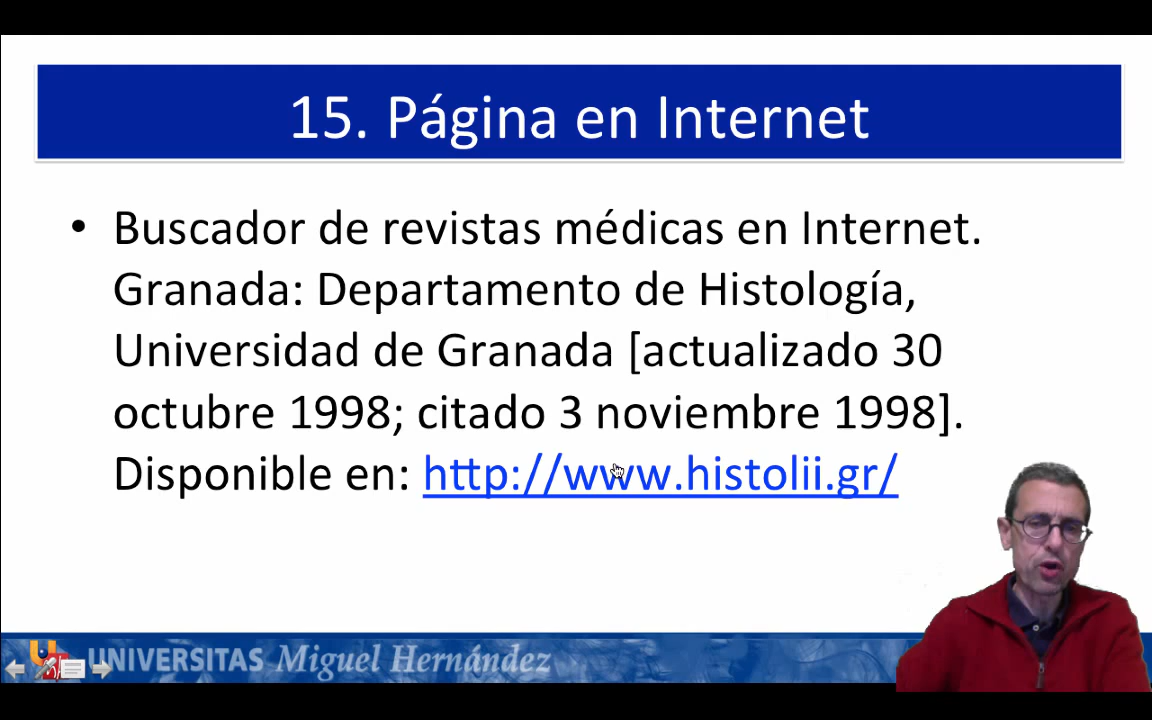 15. Página en Internet
• Buscador de revistas médicas en Internet.
Granada: Departamento de Histología,
Universidad de Granada [actualizado 30
octubre 1998; citado 3 noviembre 1998].
Disponible en: http://www.histolii.gr/
UNIVERSITAS Miguel Hernández